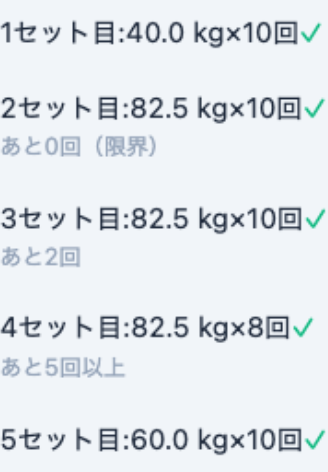 1セット目:40.0 kg×10回✓
2セット目:82.5 kg×10回✓
あと0回（限界）
3セット目:82.5 kg×10回✓
あと2回
4セット目:82.5 kg×8回✓
あと5回以上
5セット目:60.0 kg×10回✓